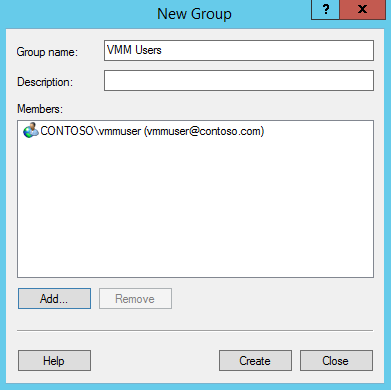 New Group
?
x
Group name:
VMM Users
Description:
Members:
CONTOSO\vmmuser (vmmuser@contoso.com)
Add...
Remove
Help
Create
Close